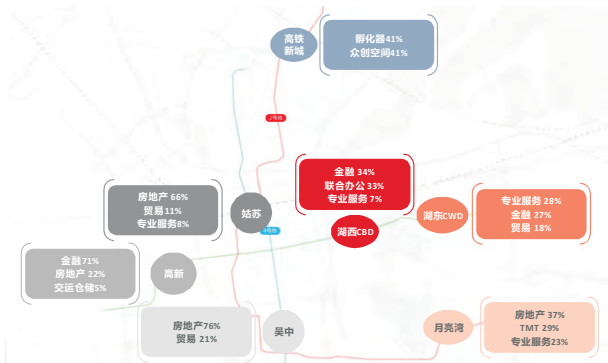 高铁
新城
孵化器41%
众创空间41%
2号线
金融 34%
联合办公 33%
专业服务 7%
房地产 66%
贸易11%
专业服务8%
姑苏
湖西CBD
湖东CWD
专业服务 28%
金融 27%
贸易 18%
金融71%
房地产 22%
交运仓储5%
高新
房地产76%
贸易 21%
吴中
月亮湾
房地产 37%
TMT 29%
专业服务23%